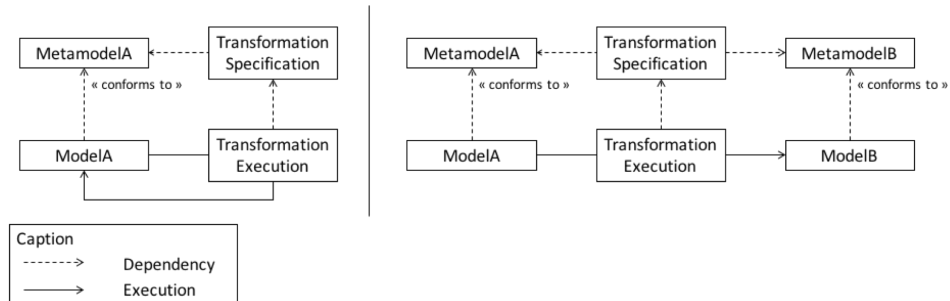 MetamodelA
Transformation
Specification
« conforms to »
ModelA
Transformation
Execution
MetamodelA
Transformation
Specification
MetamodelB
« conforms to »
« conforms to »
ModelA
Transformation
Execution
ModelB
Caption
Dependency
Execution